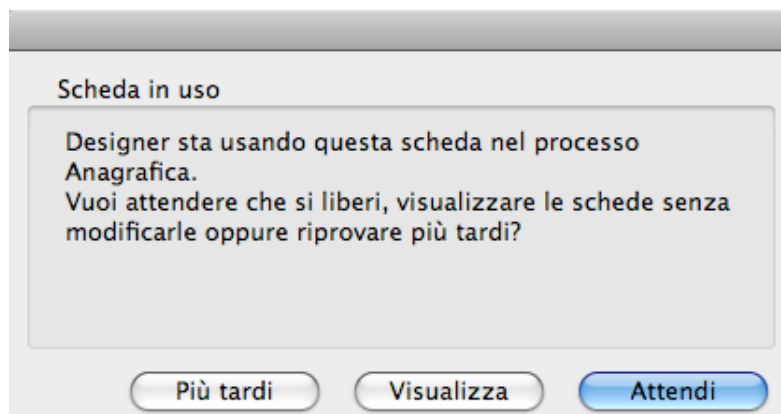 Scheda in uso
Designer sta usando questa scheda nel processo
Anagrafica.
Vuoi attendere che si liberi, visualizzare le schede senza
modificarle oppure riprovare più tardi?
Più tardi
Visualizza
Attendi